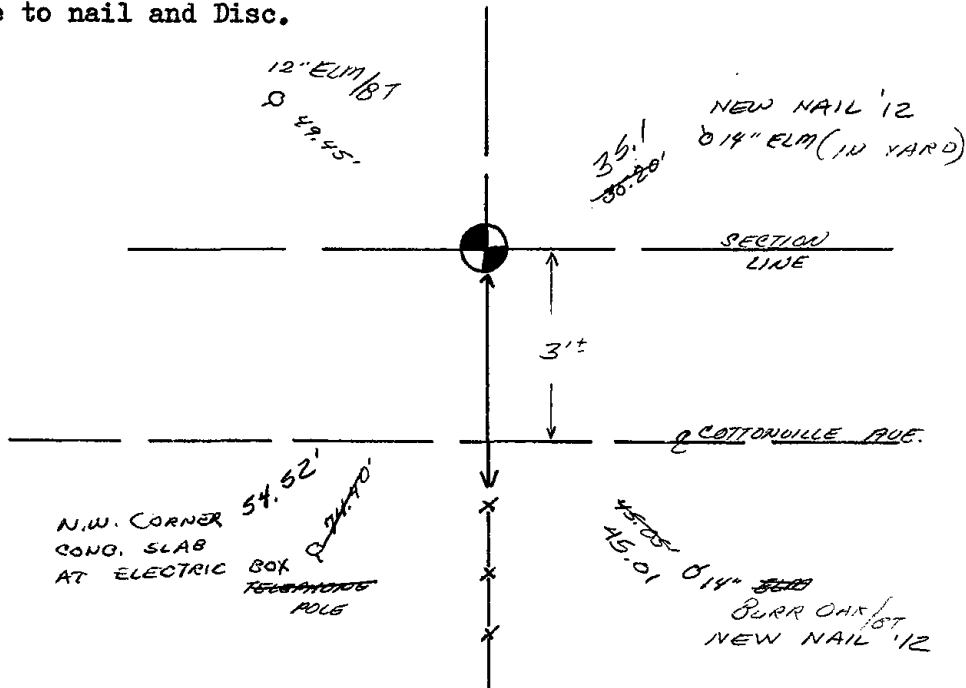 e to nail and Disc.
12" ELM/BT
49.45'
NEW NAIL '12
14" ELM (IN YARD)
35.1
30.20'
SECTION
LINE
3'±
℄ COTTONVILLE AVE.
54.52'
74.40'
N.W. CORNER
CONC. SLAB
AT ELECTRIC BOX
TELEPHONE
POLE
45.05'
45.01
14"
BURR OAK/BT
NEW NAIL '12